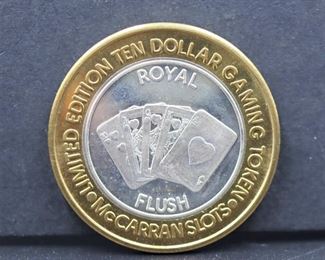 LIMITED EDITION TEN DOLLAR GAMING TOKEN
ROYAL
FLUSH
• McCARRAN SLOTS •